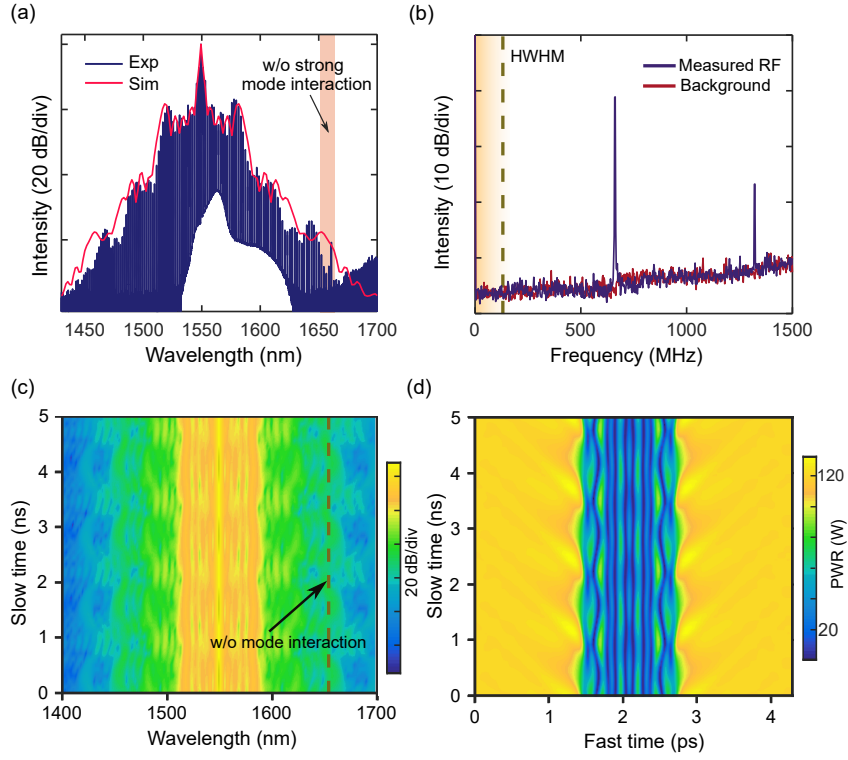 (a)
Intensity (20 dB/div)
Exp
Sim
w/o strong
mode interaction
1450 1500 1550 1600 1650 1700
Wavelength (nm)
(b)
Intensity (10 dB/div)
HWHM
Measured RF
Background
0 500 1000 1500
Frequency (MHz)
(c)
Slow time (ns)
5
4
3
2
1
0
w/o mode interaction
1400 1500 1600 1700
Wavelength (nm)
20 dB/div
(d)
Slow time (ns)
5
4
3
2
1
0
0 1 2 3 4
Fast time (ps)
120
20
PWR (W)